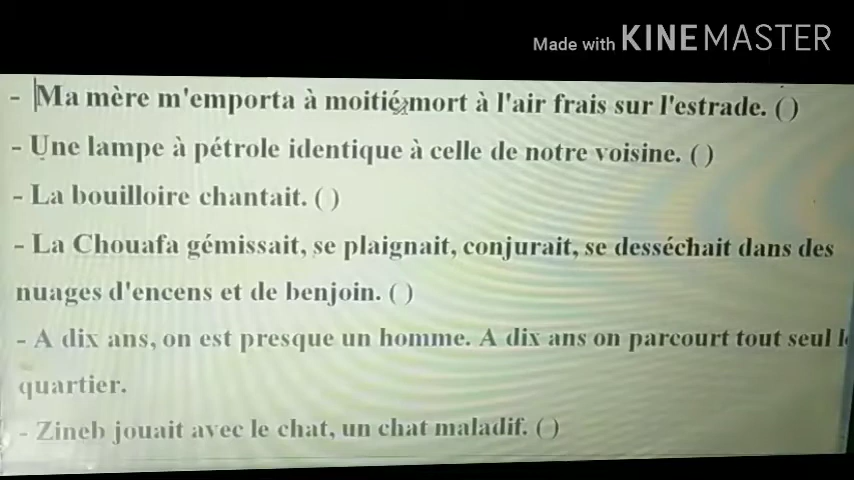 Made with KINEMASTER
- Ma mère m'emporta à moitié mort à l'air frais sur l'estrade. ( )
- Une lampe à pétrole identique à celle de notre voisine. ( )
- La bouilloire chantait. ( )
- La Chouafa gémissait, se plaignait, conjurait, se desséchait dans des
nuages d'encens et de benjoin. ( )
- A dix ans, on est presque un homme. A dix ans on parcourt tout seul
quartier.
- Zineb jouait avec le chat, un chat maladif. ( )